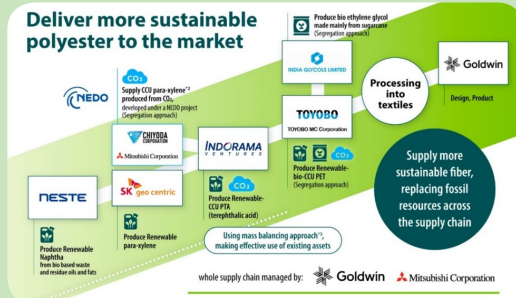 Deliver more sustainable
polyester to the market
CO₂
NEDO
Supply CCU para-xylene*²
produced from CO₂,
developed under a NEDO project
(Segregation approach)
CHIYODA
CORPORATION
Mitsubishi Corporation
NESTE
Produce Renewable
Naphtha
from bio based waste
and residue oils and fats
SK geo centric
Produce Renewable
para-xylene
INDORAMA
VENTURES
CO₂
Produce Renewable-
CCU PTA
(terephthalic acid)
Produce bio ethylene glycol
made mainly from sugarcane
(Segregation approach)
INDIA GLYCOLS LIMITED
TOYOBO
TOYOBO MC Corporation
CO₂
Produce Renewable-
bio-CCU PET
(Segregation approach)
Using mass balancing approach*³,
making effective use of existing assets
Processing
into
textiles
Goldwin
Design, Product
Supply more
sustainable fiber,
replacing fossil
resources across
the supply chain
whole supply chain managed by: Goldwin Mitsubishi Corporation